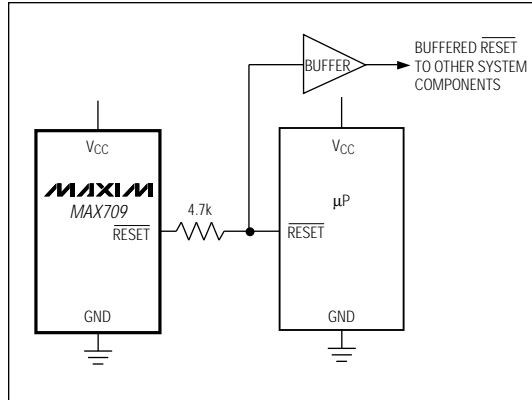 BUFFERED RESET
TO OTHER SYSTEM
COMPONENTS
BUFFER
VCC
VCC
MAXIM
MAX709
4.7k
μP
RESET
RESET
GND
GND